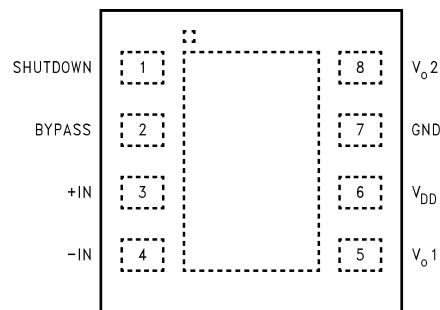 SHUTDOWN 1 8 Vo2
BYPASS 2 7 GND
+IN 3 6 VDD
-IN 4 5 Vo1